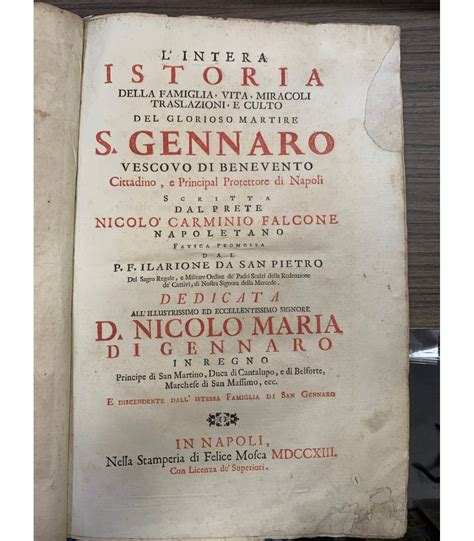 L'INTERA
ISTORIA
DELLA FAMIGLIA, VITA, MIRACOLI
TRASLAZIONI, E CULTO
DEL GLORIOSO MARTIRE
S. GENNARO
VESCOVO DI BENEVENTO
Cittadino, e Principal Protettore di Napoli
SCRITTA
DAL PRETE
NICOLO' CARMINIO FALCONE
NAPOLETANO
FATICA PROMOSSA
DAL
P. F. ILARIONE DA SAN PIETRO
Del Sagro Regale, e Militare Ordine de' Padri Scalzi della Redenzione
de' Cattivi, di Nostra Signora della Mercede.
DEDICATA
ALL'ILLUSTRISSIMO ED ECCELLENTISSIMO SIGNORE
D. NICOLO MARIA
DI GENNARO
IN REGNO
Principe di San Martino, Duca di Cantalupo, e di Belforte,
Marchese di San Massimo, ecc.
E DISCENDENTE DALL' ISTESSA FAMIGLIA DI SAN GENNARO
IN NAPOLI,
Nella Stamperia di Felice Mosca MDCCXIII.
Con Licenza de' Superiori.